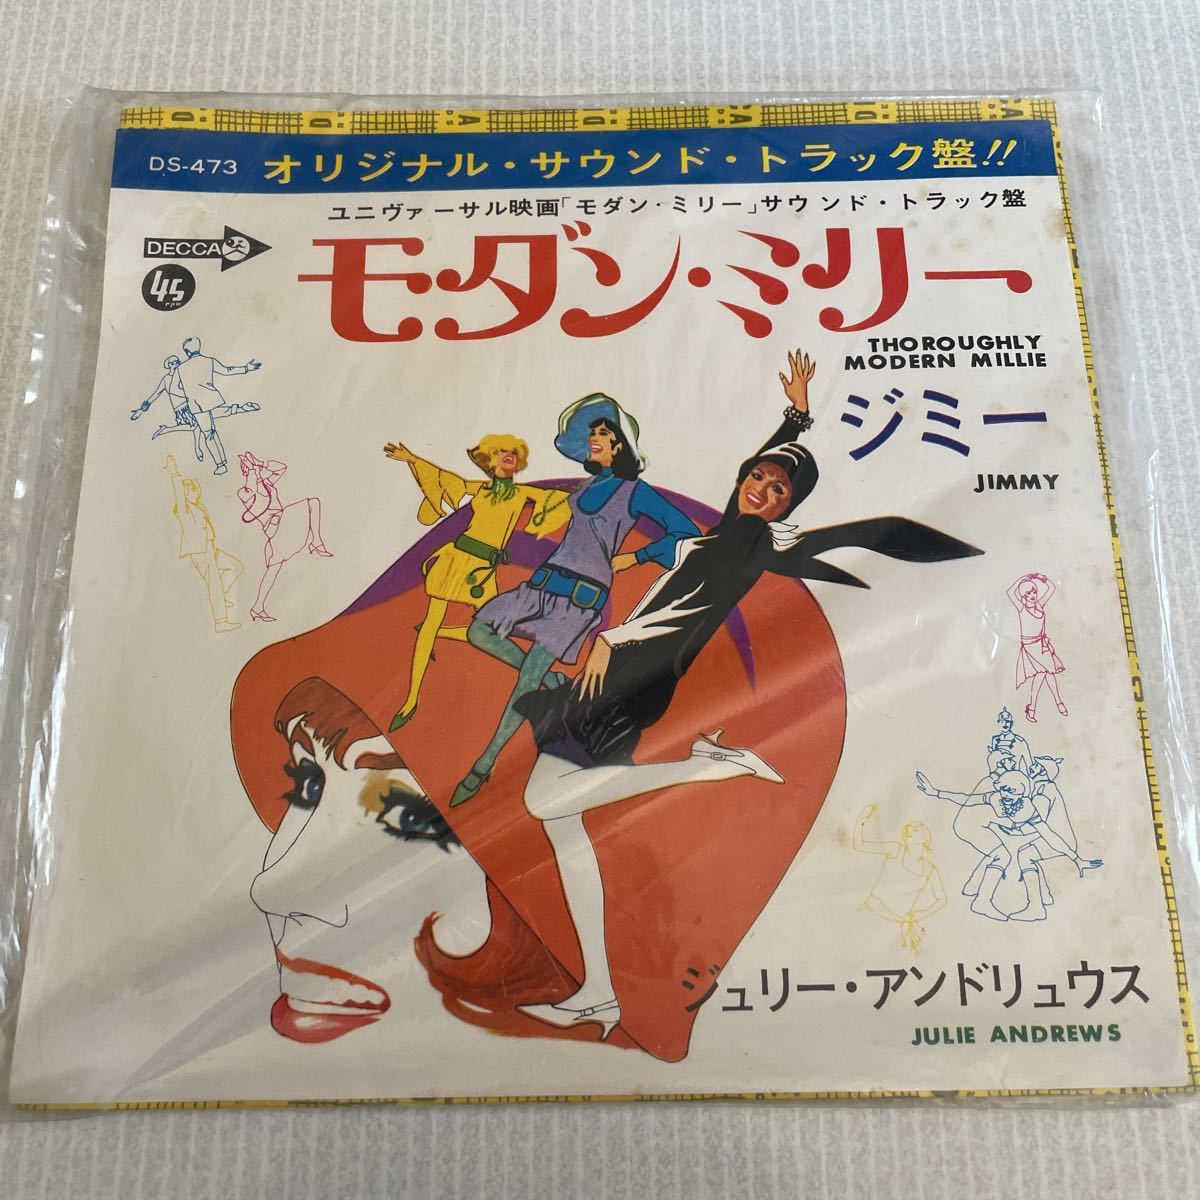 DS-473 オリジナル・サウンド・トラック盤!!
ユニヴァーサル映画「モダン・ミリー」サウンド・トラック盤
DECCA
45
rpm
モダン・ミリー
THOROUGHLY
MODERN MILLIE
ジミー
JIMMY
ジュリー・アンドリュウス
JULIE ANDREWS